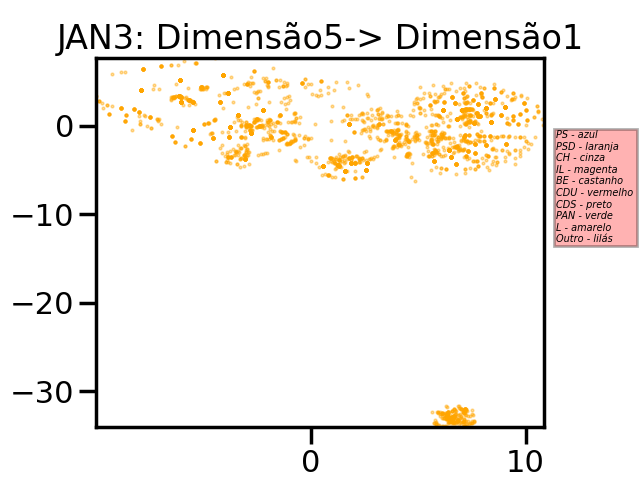 JAN3: Dimensão5-> Dimensão1
0
−10
−20
−30
0
10
PS - azul
PSD - laranja
CH - cinza
IL - magenta
BE - castanho
CDU - vermelho
CDS - preto
PAN - verde
L - amarelo
Outro - lilás